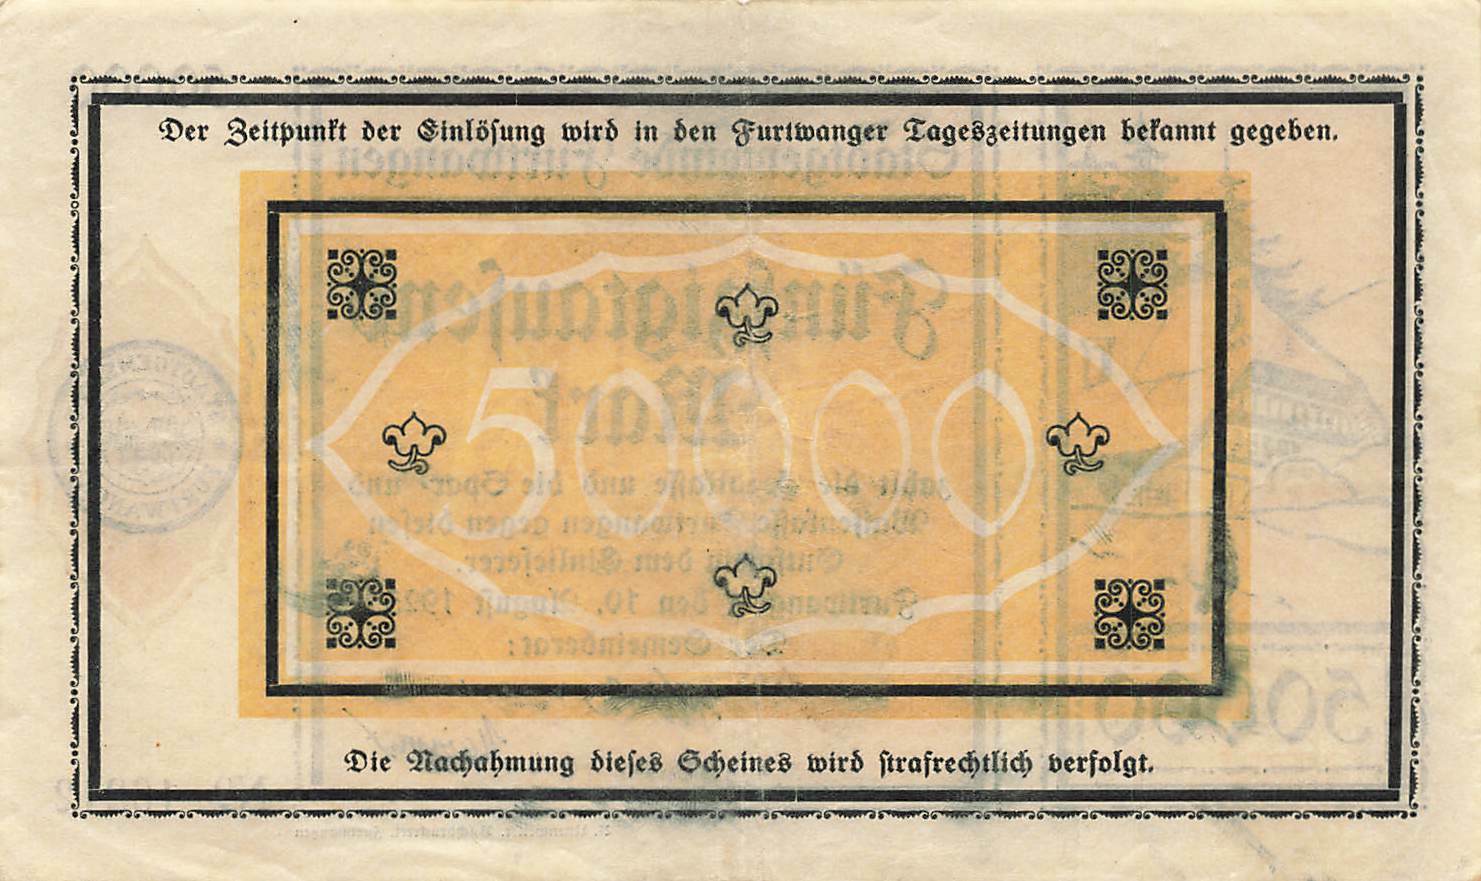 Der Zeitpunkt der Einlösung wird in den Furtwanger Tageszeitungen bekannt gegeben.
50000
Die Nachahmung dieses Scheines wird strafrechtlich verfolgt.